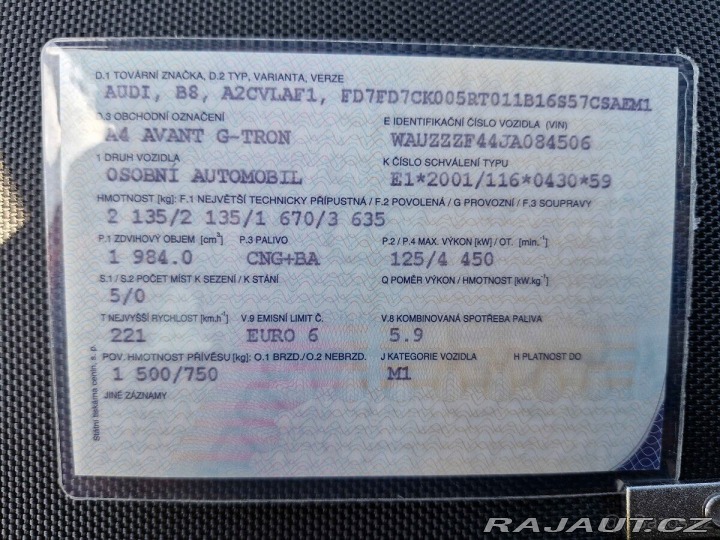 D.1 TOVÁRNÍ ZNAČKA, D.2 TYP, VARIANTA, VERZE
AUDI, B8, A2CVLAF1, FD7FD7CK005RT011B16S57CSAEM1
D.3 OBCHODNÍ OZNAČENÍ E IDENTIFIKAČNÍ ČÍSLO VOZIDLA (VIN)
A4 AVANT G-TRON WAUZZZF44JA084506
1 DRUH VOZIDLA K ČÍSLO SCHVÁLENÍ TYPU
OSOBNÍ AUTOMOBIL E1*2001/116*0430*59
HMOTNOST [kg]: F.1 NEJVĚTŠÍ TECHNICKY PŘÍPUSTNÁ / F.2 POVOLENÁ / G PROVOZNÍ / F.3 SOUPRAVY
2 135/2 135/1 670/3 635
P.1 ZDVIHOVÝ OBJEM [cm³] P.3 PALIVO P.2 / P.4 MAX. VÝKON [kW] / OT. [min.⁻¹]
1 984.0 CNG+BA 125/4 450
S.1 / S.2 POČET MÍST K SEZENÍ / K STÁNÍ Q POMĚR VÝKON / HMOTNOST [kW.kg⁻¹]
5/0
T NEJVYŠŠÍ RYCHLOST [km.h⁻¹] V.9 EMISNÍ LIMIT Č. V.8 KOMBINOVANÁ SPOTŘEBA PALIVA
221 EURO 6 5.9
POV. HMOTNOST PŘÍVĚSU [kg]: O.1 BRZD./O.2 NEBRZD. J KATEGORIE VOZIDLA H PLATNOST DO
1 500/750 M1
JINÉ ZÁZNAMY
Státní tiskárna cenin, s. p.
RAJAUT.CZ